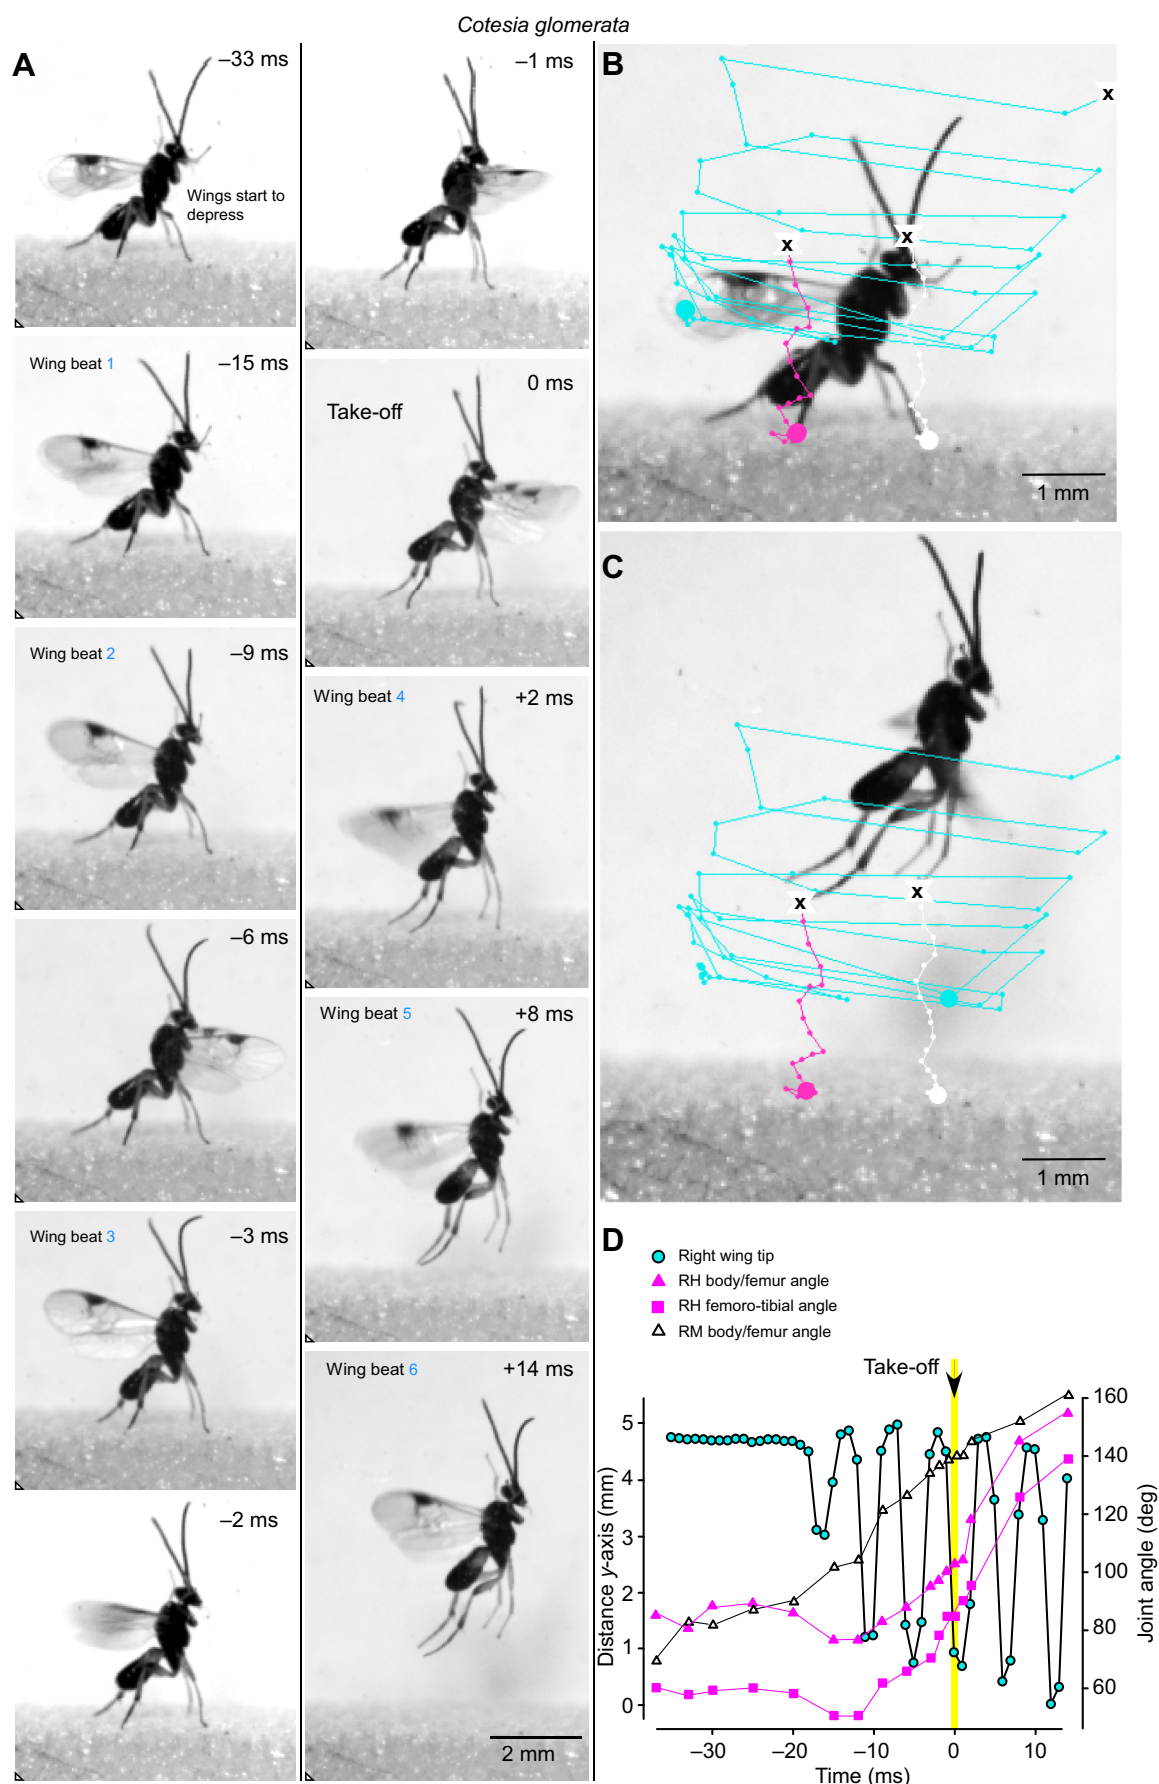 Cotesia glomerata
A
–33 ms
Wings start to
depress
Wing beat 1
–15 ms
Wing beat 2
–9 ms
–6 ms
Wing beat 3
–3 ms
–2 ms
–1 ms
0 ms
Take-off
Wing beat 4
+2 ms
Wing beat 5
+8 ms
Wing beat 6
+14 ms
2 mm
B
x
x
x
1 mm
C
x
x
1 mm
D
Right wing tip
RH body/femur angle
RH femoro-tibial angle
RM body/femur angle
Take-off
Distance y-axis (mm)
5
4
3
2
1
0
160
140
120
100
80
60
Joint angle (deg)
–30
–20
–10
0
10
Time (ms)